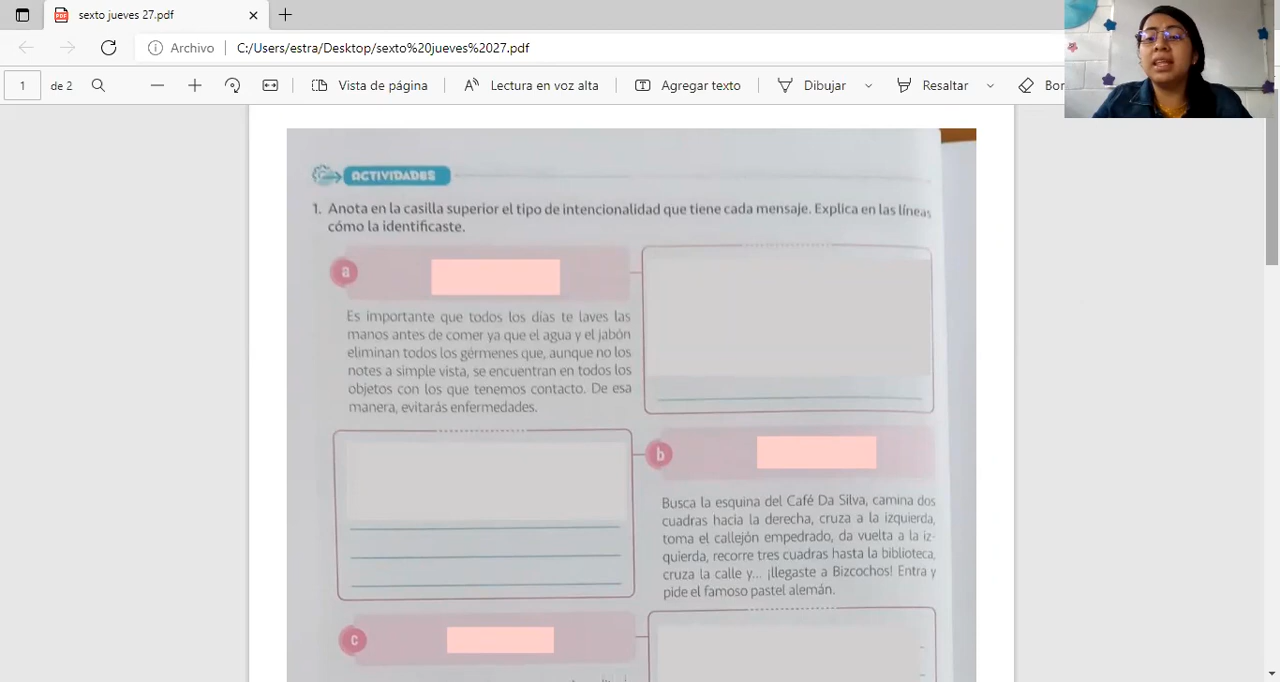 sexto jueves 27.pdf
Archivo
C:/Users/estra/Desktop/sexto%20jueves%2027.pdf
1 de 2
Vista de página
Lectura en voz alta
Agregar texto
Dibujar
Resaltar
Bor
ACTIVIDADES
1. Anota en la casilla superior el tipo de intencionalidad que tiene cada mensaje. Explica en las líneas
cómo la identificaste.
a
Es importante que todos los días te laves las
manos antes de comer ya que el agua y el jabón
eliminan todos los gérmenes que, aunque no los
notes a simple vista, se encuentran en todos los
objetos con los que tenemos contacto. De esa
manera, evitarás enfermedades.
b
Busca la esquina del Café Da Silva, camina dos
cuadras hacia la derecha, cruza a la izquierda,
toma el callejón empedrado, da vuelta a la iz-
quierda, recorre tres cuadras hasta la biblioteca,
cruza la calle y... ¡llegaste a Bizcochos! Entra y
pide el famoso pastel alemán.
c